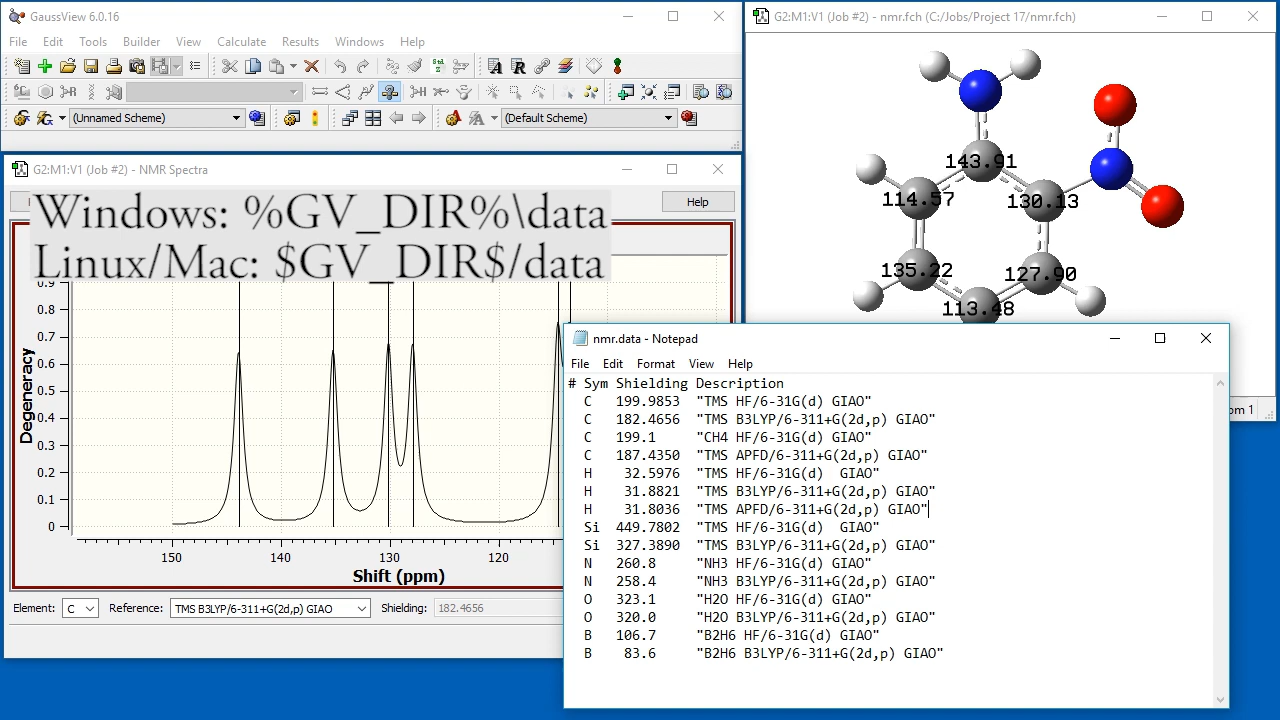 GaussView 6.0.16
File Edit Tools Builder View Calculate Results Windows Help
(Unnamed Scheme)
(Default Scheme)
G2:M1:V1 (Job #2) - NMR Spectra
Help
Windows: %GV_DIR%\data
Linux/Mac: $GV_DIR$/data
Degeneracy
0.9
0.8
0.7
0.6
0.5
0.4
0.3
0.2
0.1
0
150 140 130 120
Shift (ppm)
Element: C Reference: TMS B3LYP/6-311+G(2d,p) GIAO Shielding: 182.4656
G2:M1:V1 (Job #2) - nmr.fch (C:/Jobs/Project 17/nmr.fch)
143.91
114.57 130.13
135.22 127.90
113.48
om 1
nmr.data - Notepad
File Edit Format View Help
# Sym Shielding Description
C 199.9853 "TMS HF/6-31G(d) GIAO"
C 182.4656 "TMS B3LYP/6-311+G(2d,p) GIAO"
C 199.1 "CH4 HF/6-31G(d) GIAO"
C 187.4350 "TMS APFD/6-311+G(2d,p) GIAO"
H 32.5976 "TMS HF/6-31G(d)  GIAO"
H 31.8821 "TMS B3LYP/6-311+G(2d,p) GIAO"
H 31.8036 "TMS APFD/6-311+G(2d,p) GIAO"
Si 449.7802 "TMS HF/6-31G(d)  GIAO"
Si 327.3890 "TMS B3LYP/6-311+G(2d,p) GIAO"
N 260.8 "NH3 HF/6-31G(d) GIAO"
N 258.4 "NH3 B3LYP/6-311+G(2d,p) GIAO"
O 323.1 "H2O HF/6-31G(d) GIAO"
O 320.0 "H2O B3LYP/6-311+G(2d,p) GIAO"
B 106.7 "B2H6 HF/6-31G(d) GIAO"
B 83.6 "B2H6 B3LYP/6-311+G(2d,p) GIAO"